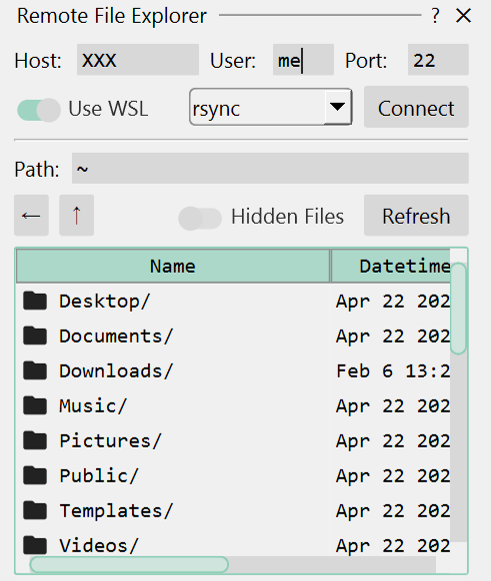 Remote File Explorer ? ×
Host: XXX User: me Port: 22
Use WSL rsync Connect
Path: ~
← ↑ Hidden Files Refresh
Name Datetime
Desktop/ Apr 22 202
Documents/ Apr 22 202
Downloads/ Feb 6 13:2
Music/ Apr 22 202
Pictures/ Apr 22 202
Public/ Apr 22 202
Templates/ Apr 22 202
Videos/ Apr 22 202